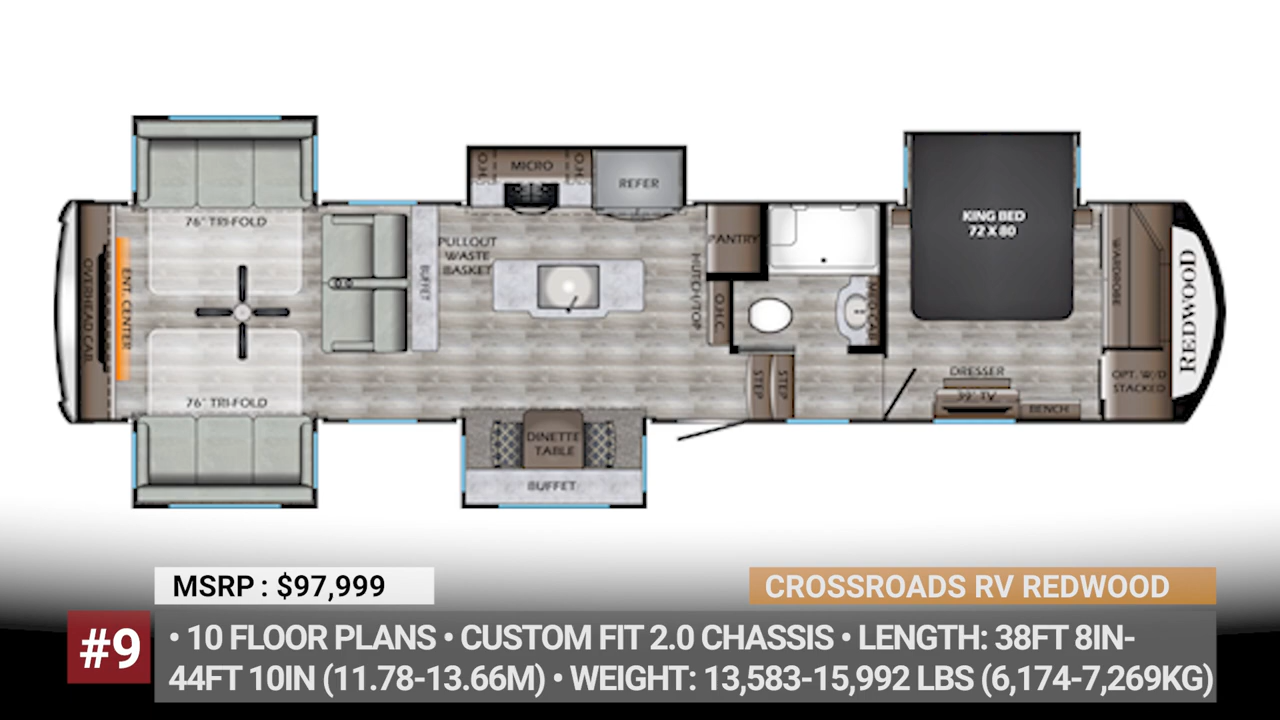 O.H.C.
MICRO
O.H.C.
REFER
76" TRI-FOLD
PULLOUT
WASTE
BASKET
BUFFET
OVERHEAD CAB.
ENT. CENTER
76" TRI-FOLD
DINETTE
TABLE
BUFFET
PANTRY
HUTCH/TOP
O.H.C.
MED CAB
STEP
STEP
KING BED
72 X 80
WARDROBE
DRESSER
39" TV
BENCH
OPT. W/D
STACKED
REDWOOD
MSRP : $97,999
CROSSROADS RV REDWOOD
#9
• 10 FLOOR PLANS • CUSTOM FIT 2.0 CHASSIS • LENGTH: 38FT 8IN-
44FT 10IN (11.78-13.66M) • WEIGHT: 13,583-15,992 LBS (6,174-7,269KG)